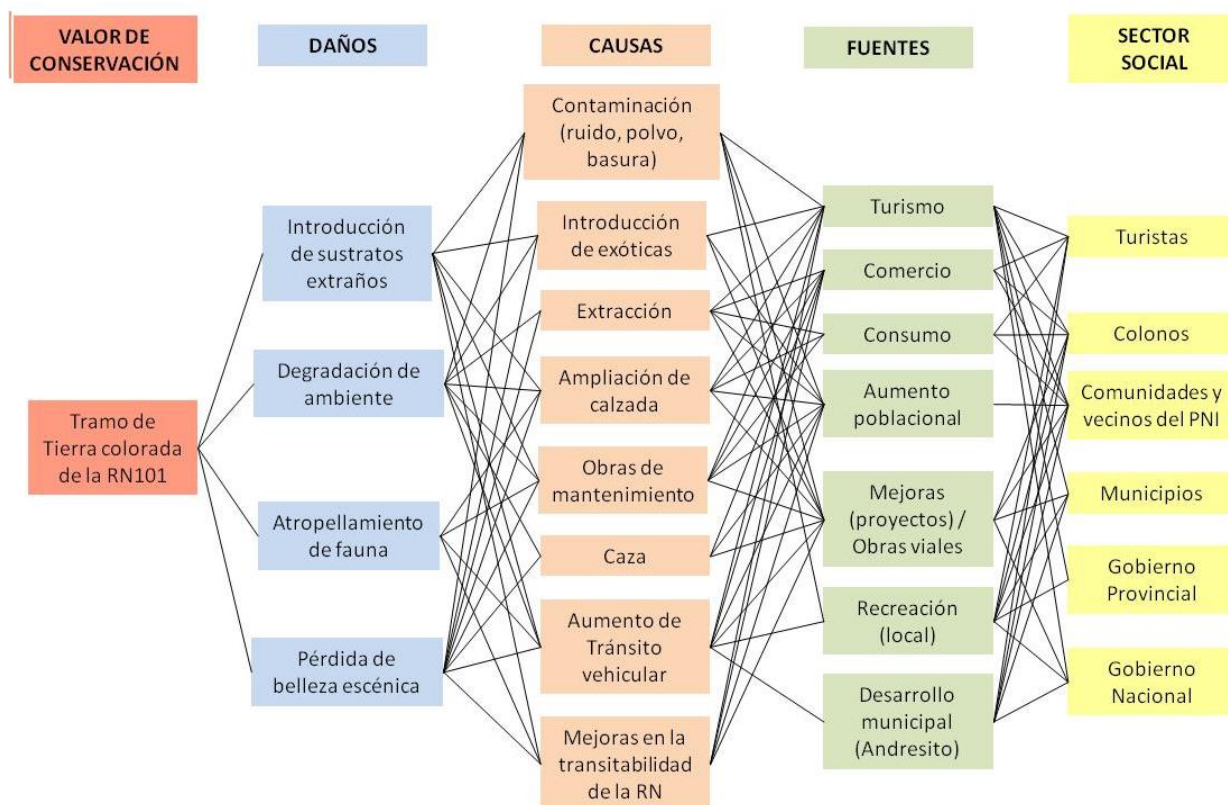 VALOR DE
CONSERVACIÓN
DAÑOS
CAUSAS
FUENTES
SECTOR
SOCIAL
Tramo de
Tierra colorada
de la RN101
Introducción
de sustratos
extraños
Degradación de
ambiente
Atropellamiento
de fauna
Pérdida de
belleza escénica
Contaminación
(ruido, polvo,
basura)
Introducción
de exóticas
Extracción
Ampliación de
calzada
Obras de
mantenimiento
Caza
Aumento de
Tránsito
vehicular
Mejoras en la
transitabilidad
de la RN
Turismo
Comercio
Consumo
Aumento
poblacional
Mejoras
(proyectos) /
Obras viales
Recreación
(local)
Desarrollo
municipal
(Andresito)
Turistas
Colonos
Comunidades y
vecinos del PNI
Municipios
Gobierno
Provincial
Gobierno
Nacional